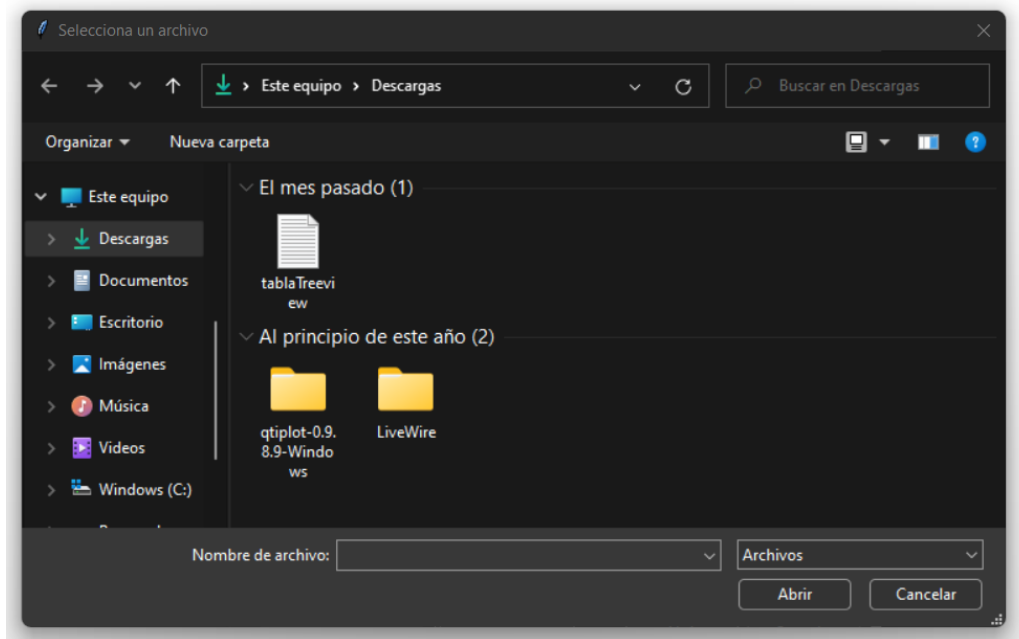 Selecciona un archivo
Este equipo > Descargas
Buscar en Descargas
Organizar
Nueva carpeta
Este equipo
Descargas
Documentos
Escritorio
Imágenes
Música
Videos
Windows (C:)
El mes pasado (1)
tablaTreevi
ew
Al principio de este año (2)
qtiplot-0.9.
8.9-Windo
ws
LiveWire
Nombre de archivo:
Archivos
Abrir
Cancelar